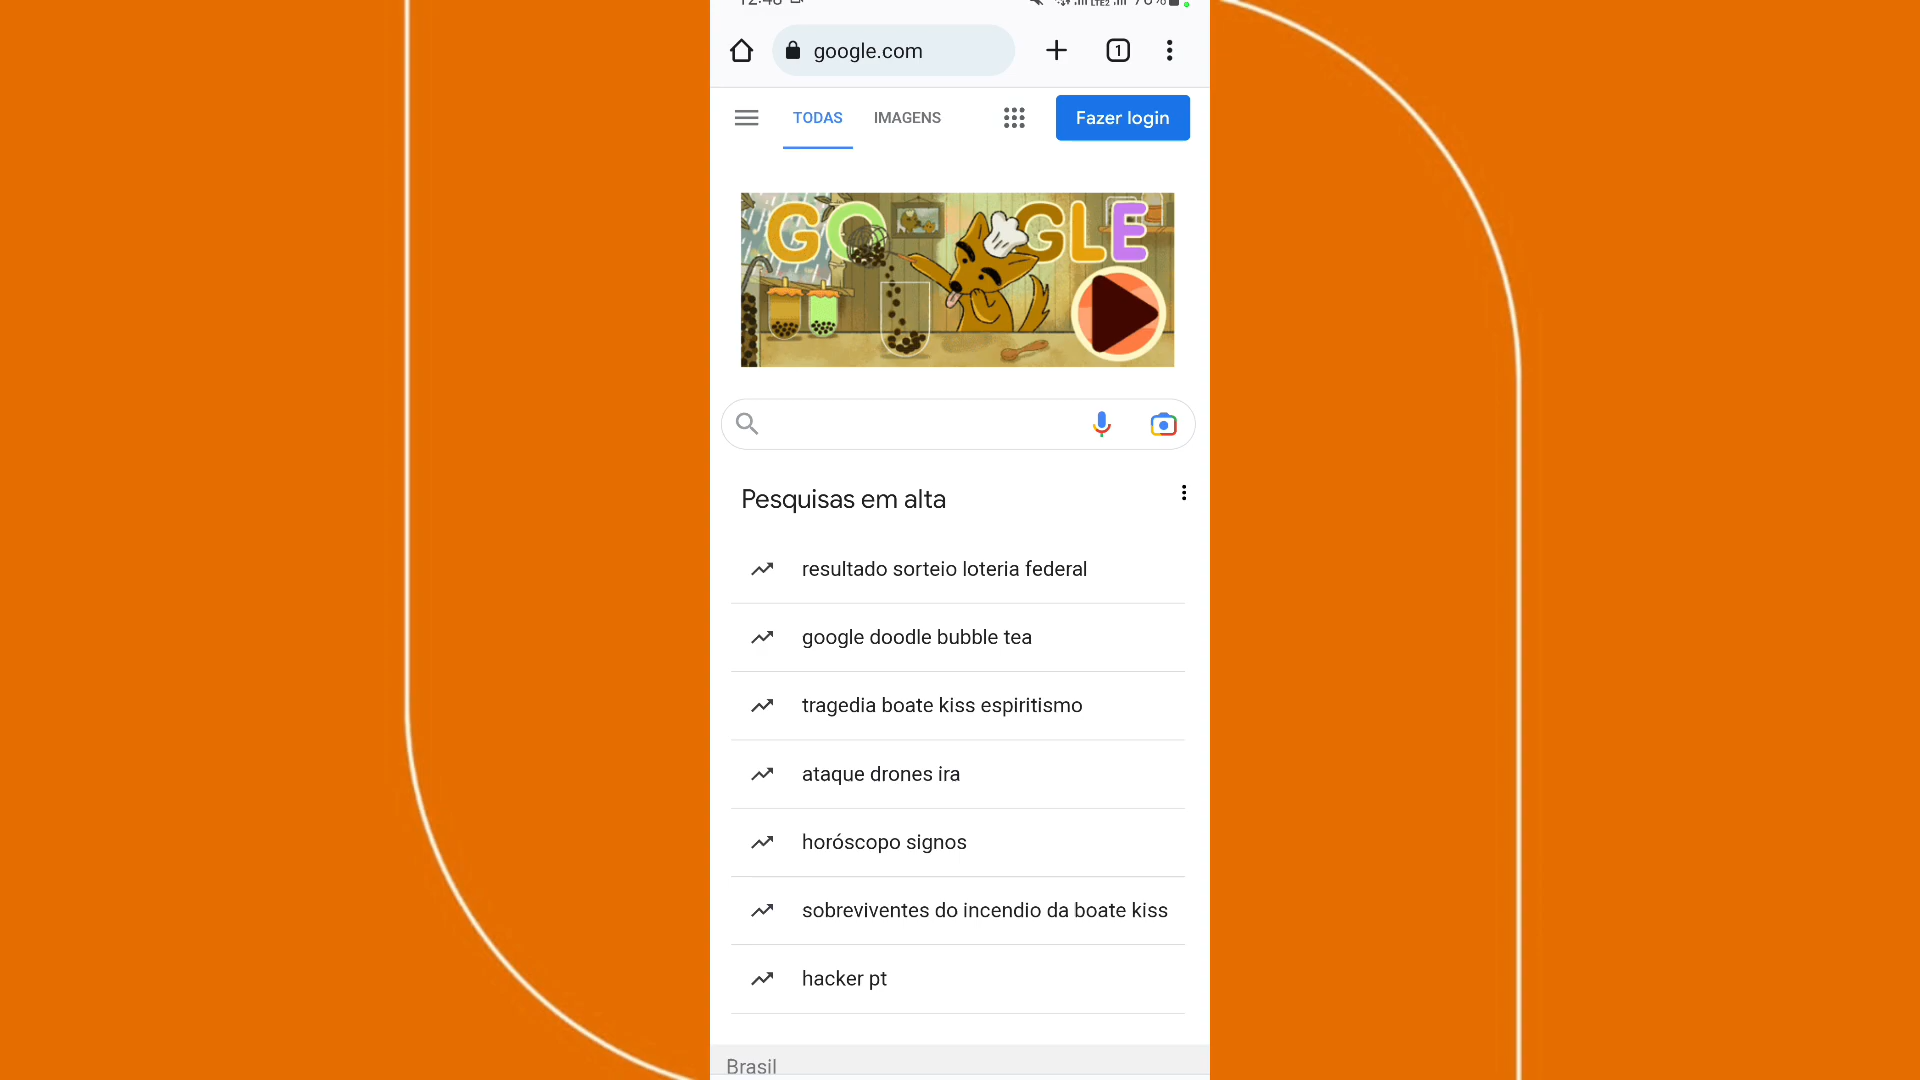 google.com
1
TODAS IMAGENS
Fazer login
GOOGLE
Pesquisas em alta
resultado sorteio loteria federal
google doodle bubble tea
tragedia boate kiss espiritismo
ataque drones ira
horóscopo signos
sobreviventes do incendio da boate kiss
hacker pt
Brasil